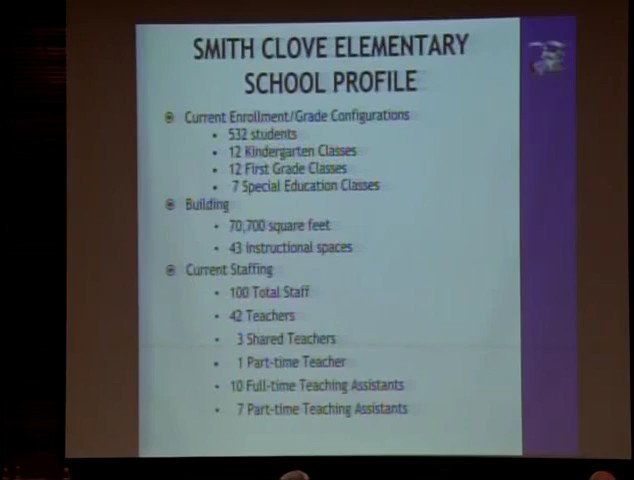 SMITH CLOVE ELEMENTARY
SCHOOL PROFILE
Current Enrollment/Grade Configurations
532 students
12 Kindergarten Classes
12 First Grade Classes
7 Special Education Classes
Building
70,700 square feet
43 instructional spaces
Current Staffing
100 Total Staff
42 Teachers
3 Shared Teachers
1 Part-time Teacher
10 Full-time Teaching Assistants
7 Part-time Teaching Assistants